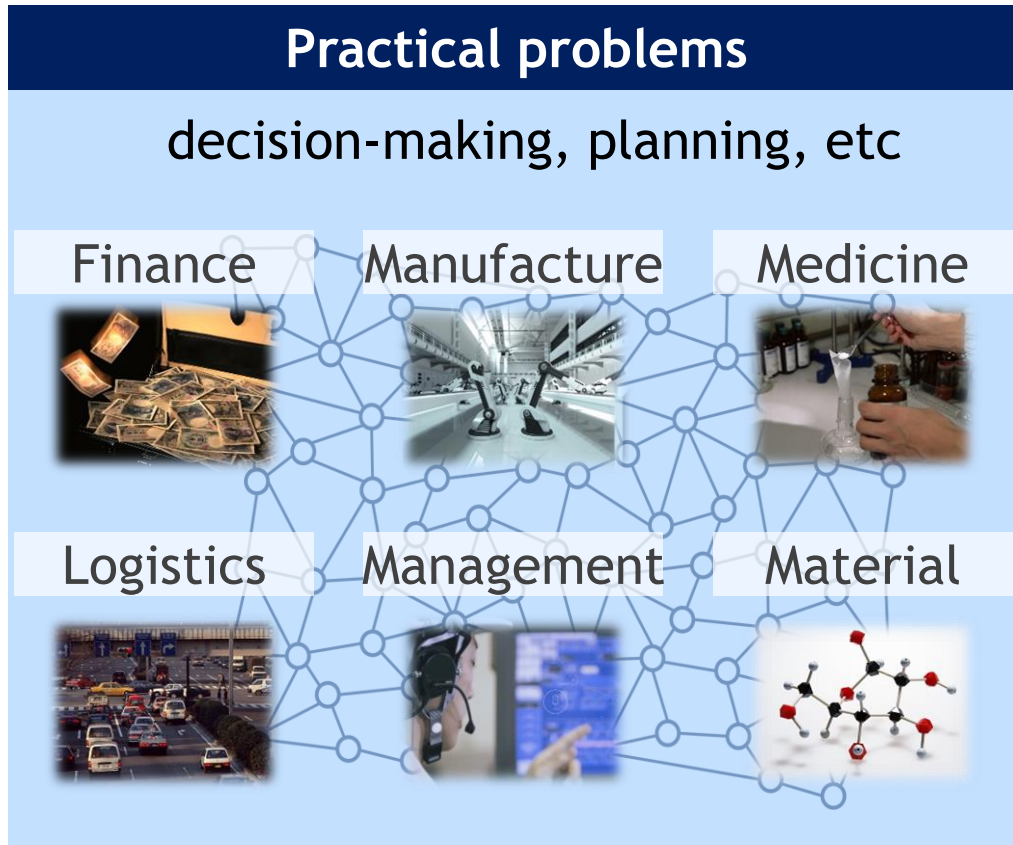 Practical problems
decision-making, planning, etc
Finance
Manufacture
Medicine
Logistics
Management
Material